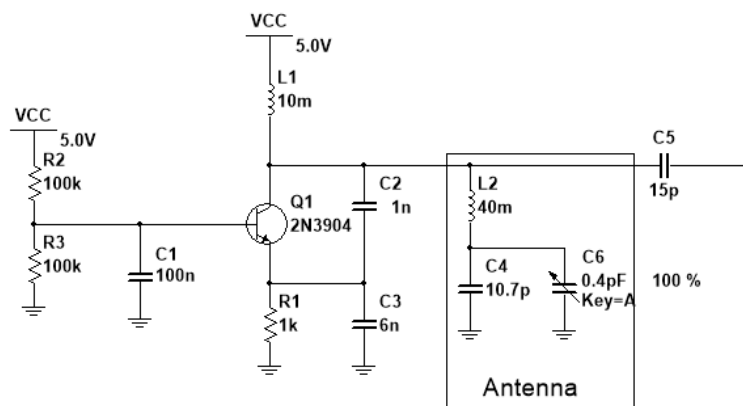 VCC
5.0V
L1
10m
VCC
5.0V
R2
100k
R3
100k
C1
100n
Q1
2N3904
C2
1n
R1
1k
C3
6n
L2
40m
C4
10.7p
C6
0.4pF
Key=A
100 %
C5
15p
Antenna